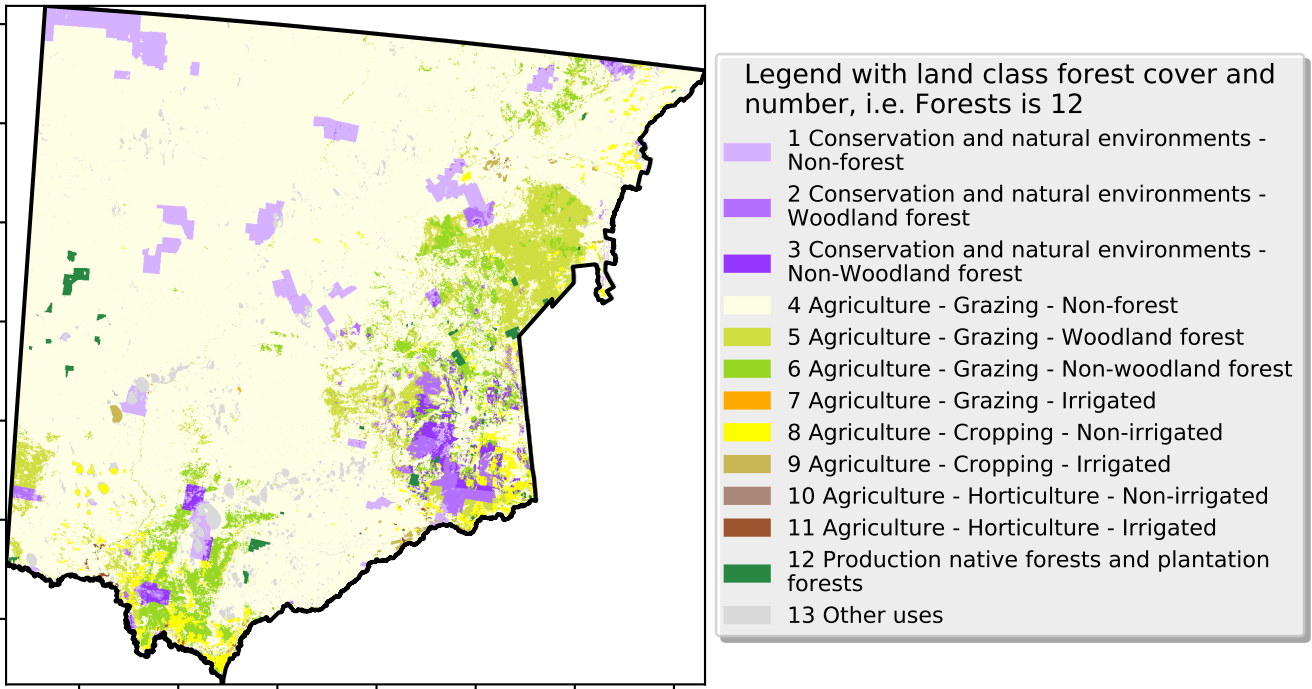 Legend with land class forest cover and
number, i.e. Forests is 12
1 Conservation and natural environments -
Non-forest
2 Conservation and natural environments -
Woodland forest
3 Conservation and natural environments -
Non-Woodland forest
4 Agriculture - Grazing - Non-forest
5 Agriculture - Grazing - Woodland forest
6 Agriculture - Grazing - Non-woodland forest
7 Agriculture - Grazing - Irrigated
8 Agriculture - Cropping - Non-irrigated
9 Agriculture - Cropping - Irrigated
10 Agriculture - Horticulture - Non-irrigated
11 Agriculture - Horticulture - Irrigated
12 Production native forests and plantation
forests
13 Other uses